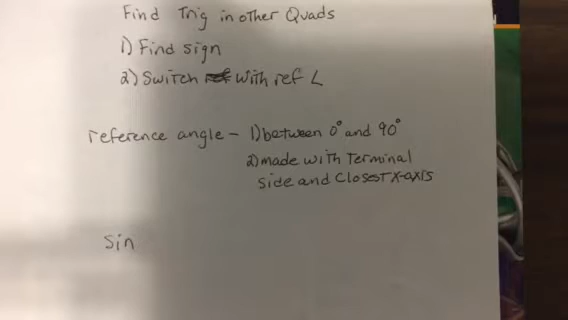 Find Trig in other Quads
1) Find sign
2) Switch ref with ref ∠
reference angle - 1) between 0° and 90°
2) made with terminal
side and closest x-axis
Sin